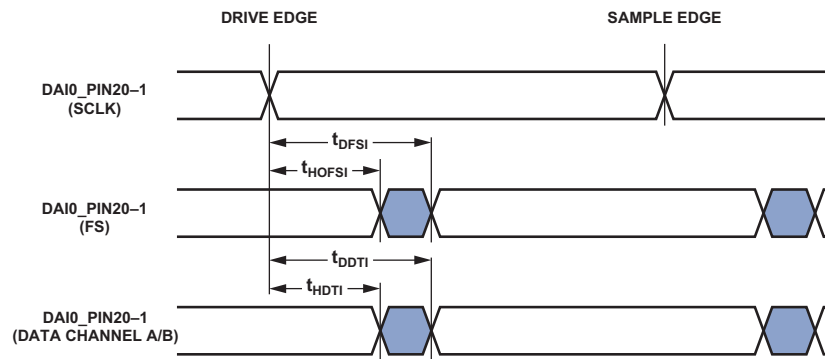 DRIVE EDGE
SAMPLE EDGE
DAI0_PIN20–1
(SCLK)
tDFSI
tHOFSI
DAI0_PIN20–1
(FS)
tDDTI
tHDTI
DAI0_PIN20–1
(DATA CHANNEL A/B)